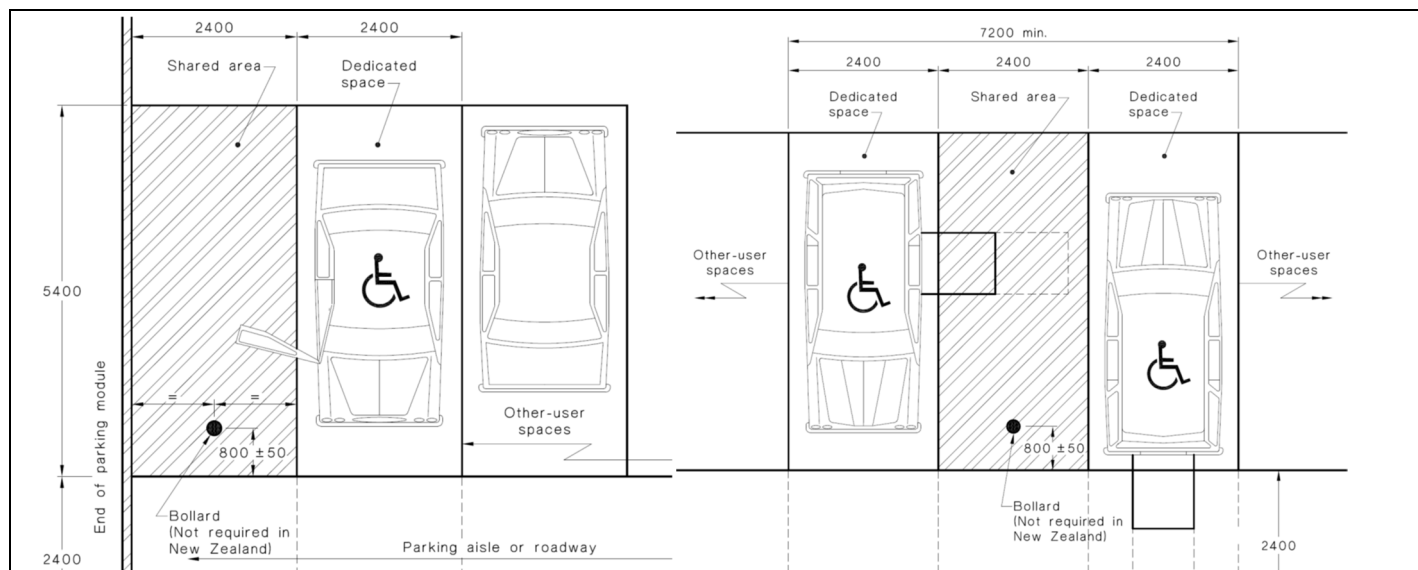 2400
2400
Shared area
Dedicated
space
5400
End of parking module
=
=
800 ±50
Other-user
spaces
Bollard
(Not required in
New Zealand)
Parking aisle or roadway
2400
7200 min.
2400
2400
2400
Dedicated
space
Shared area
Dedicated
space
Other-user
spaces
Other-user
spaces
800 ±50
Bollard
(Not required in
New Zealand)
2400